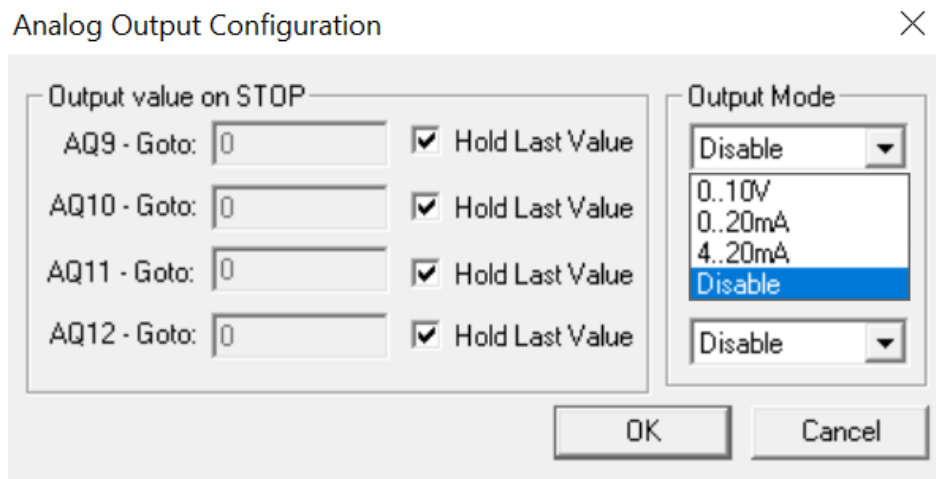 Analog Output Configuration
Output value on STOP
Output Mode
AQ9 - Goto: 0 Hold Last Value
Disable
AQ10 - Goto: 0 Hold Last Value
0..10V
0..20mA
AQ11 - Goto: 0 Hold Last Value
4..20mA
Disable
AQ12 - Goto: 0 Hold Last Value
Disable
OK
Cancel